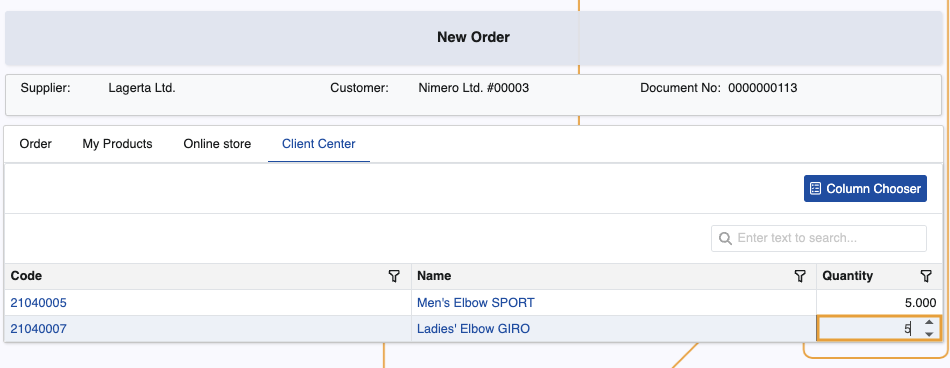 New Order
Supplier: Lagerta Ltd. Customer: Nimero Ltd. #00003 Document No: 0000000113
Order My Products Online store Client Center
Column Chooser
Enter text to search...
Code Name Quantity
21040005 Men's Elbow SPORT 5.000
21040007 Ladies' Elbow GIRO 5